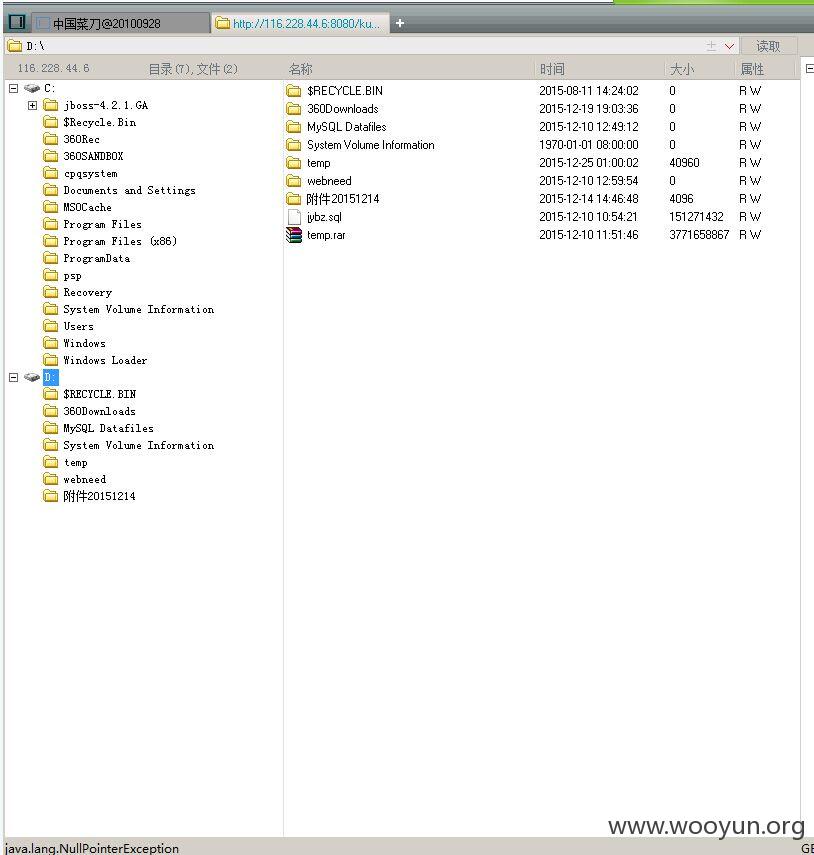 中国菜刀@20100928 http://116.228.44.6:8080/ku... +
D:\ 读取
116.228.44.6 目录(7),文件(2) 名称 时间 大小 属性
C:
jboss-4.2.1.GA
$Recycle.Bin
360Rec
360SANDBOX
cpqsystem
Documents and Settings
MSOCache
Program Files
Program Files (x86)
ProgramData
psp
Recovery
System Volume Information
Users
Windows
Windows Loader
D:
$RECYCLE.BIN
360Downloads
MySQL Datafiles
System Volume Information
temp
webneed
附件20151214
$RECYCLE.BIN 2015-08-11 14:24:02 0 RW
360Downloads 2015-12-19 19:03:36 0 RW
MySQL Datafiles 2015-12-10 12:49:12 0 RW
System Volume Information 1970-01-01 08:00:00 0 RW
temp 2015-12-25 01:00:02 40960 RW
webneed 2015-12-10 12:59:54 0 RW
附件20151214 2015-12-14 14:46:48 4096 RW
jybz.sql 2015-12-10 10:54:21 151271432 RW
temp.rar 2015-12-10 11:51:46 3771658867 RW
www.wooyun.org
java.lang.NullPointerException